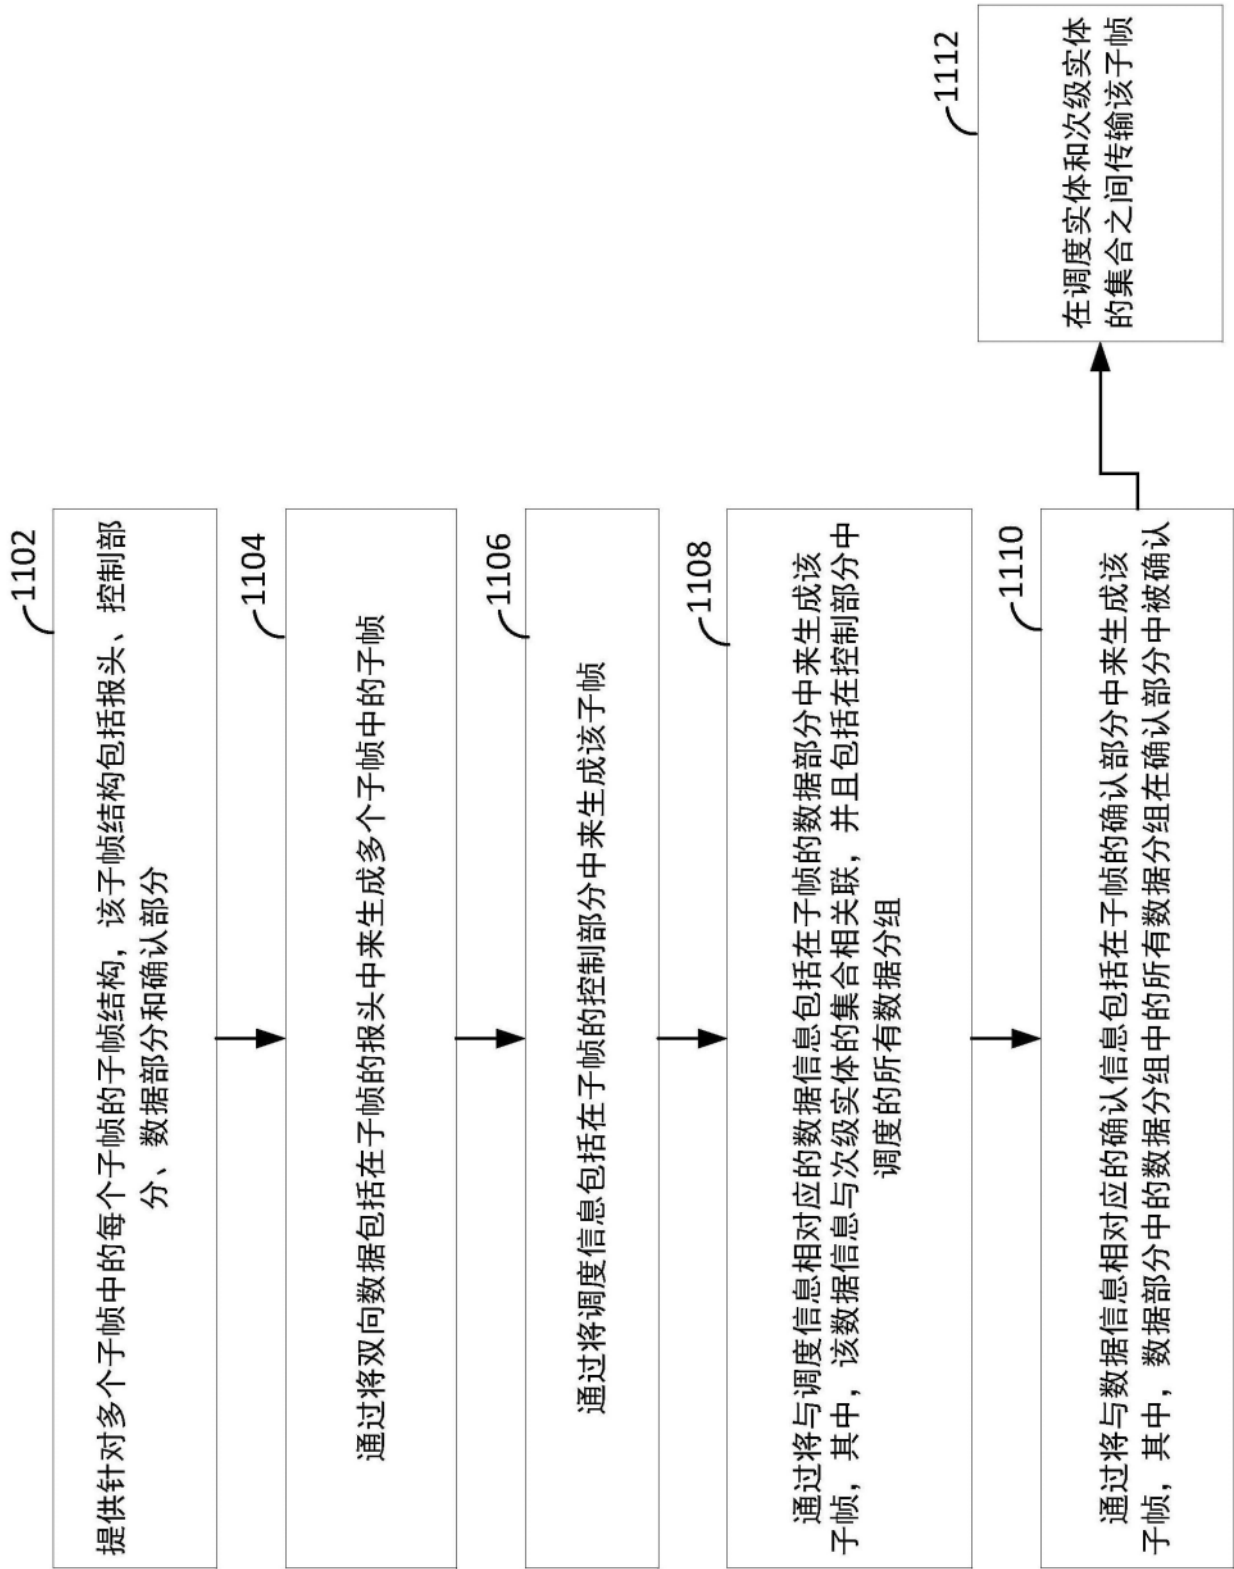 1102
提供针对多个子帧中的每个子帧的子帧结构，该子帧结构包括报头、控制部
分、数据部分和确认部分
1104
通过将双向数据包括在子帧的报头中来生成多个子帧中的子帧
1106
通过将调度信息包括在子帧的控制部分中来生成该子帧
1108
通过将与调度信息相对应的数据信息包括在子帧的数据部分中来生成该
子帧，其中，该数据信息与次级实体的集合相关联，并且包括在控制部分中
调度的所有数据分组
1110
通过将与数据信息相对应的确认信息包括在子帧的确认部分中来生成该
子帧，其中，数据部分中的数据分组中的所有数据分组在确认部分中被确认
1112
在调度实体和次级实体
的集合之间传输该子帧